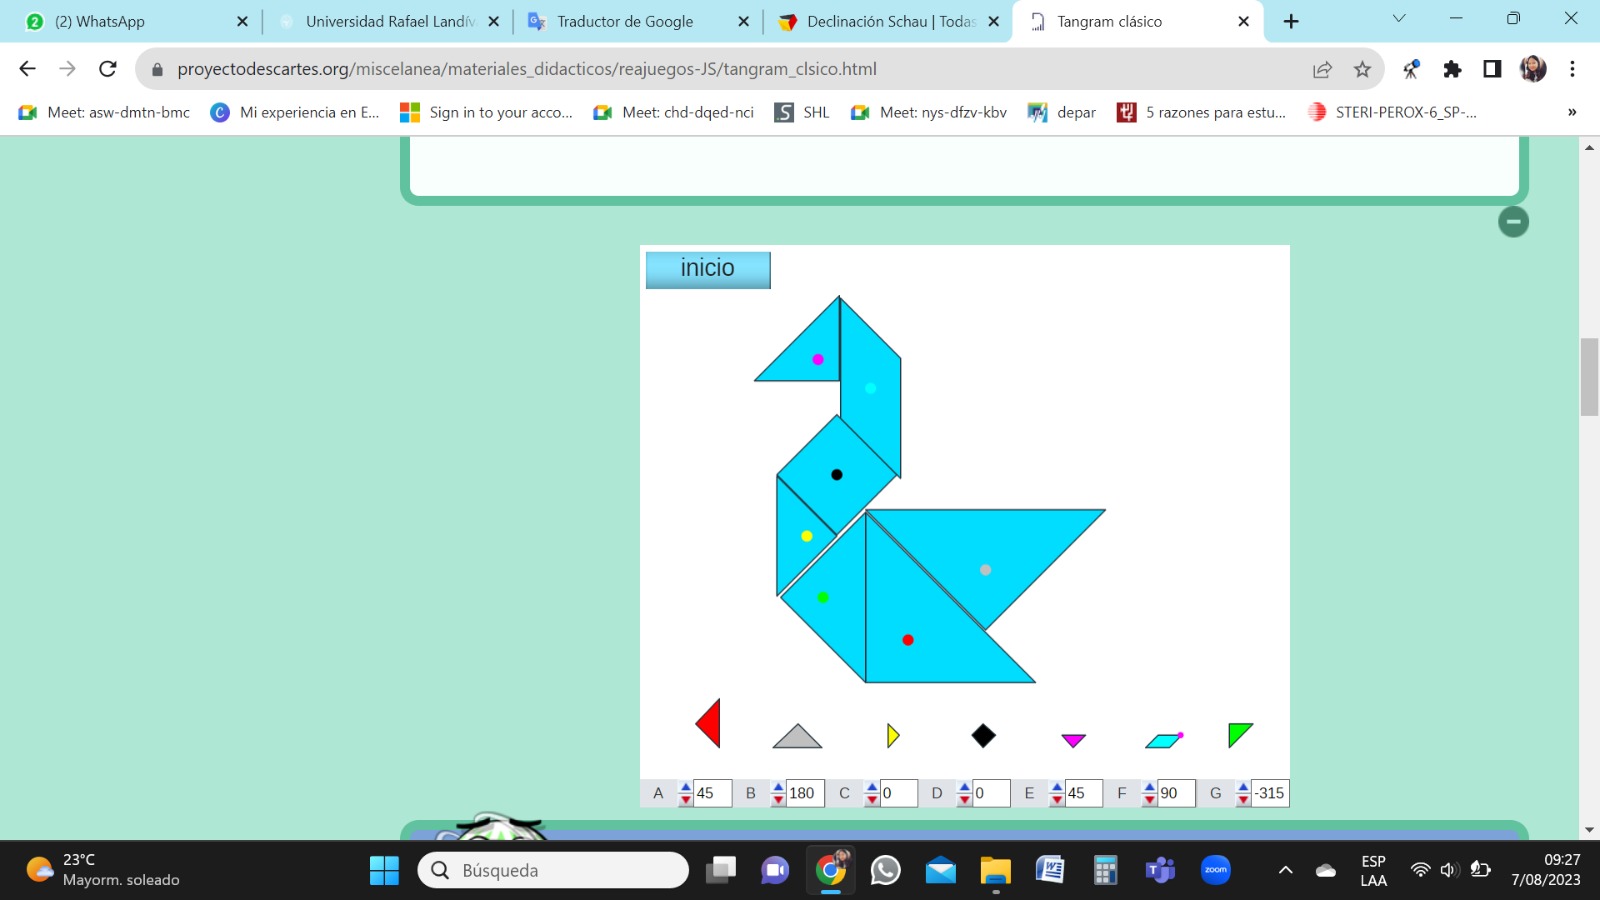 2 (2) WhatsApp
Universidad Rafael Landív
Traductor de Google
Declinación Schau | Todas
Tangram clásico
proyectodescartes.org/miscelanea/materiales_didacticos/reajuegos-JS/tangram_clsico.html
Meet: asw-dmtn-bmc
C Mi experiencia en E...
Sign in to your acco...
Meet: chd-dqed-nci
S SHL
Meet: nys-dfzv-kbv
depar
5 razones para estu...
STERI-PEROX-6_SP-...
»
inicio
A 45 B 180 C 0 D 0 E 45 F 90 G -315
23°C
Mayorm. soleado
Búsqueda
zoom
ESP
LAA
09:27
7/08/2023